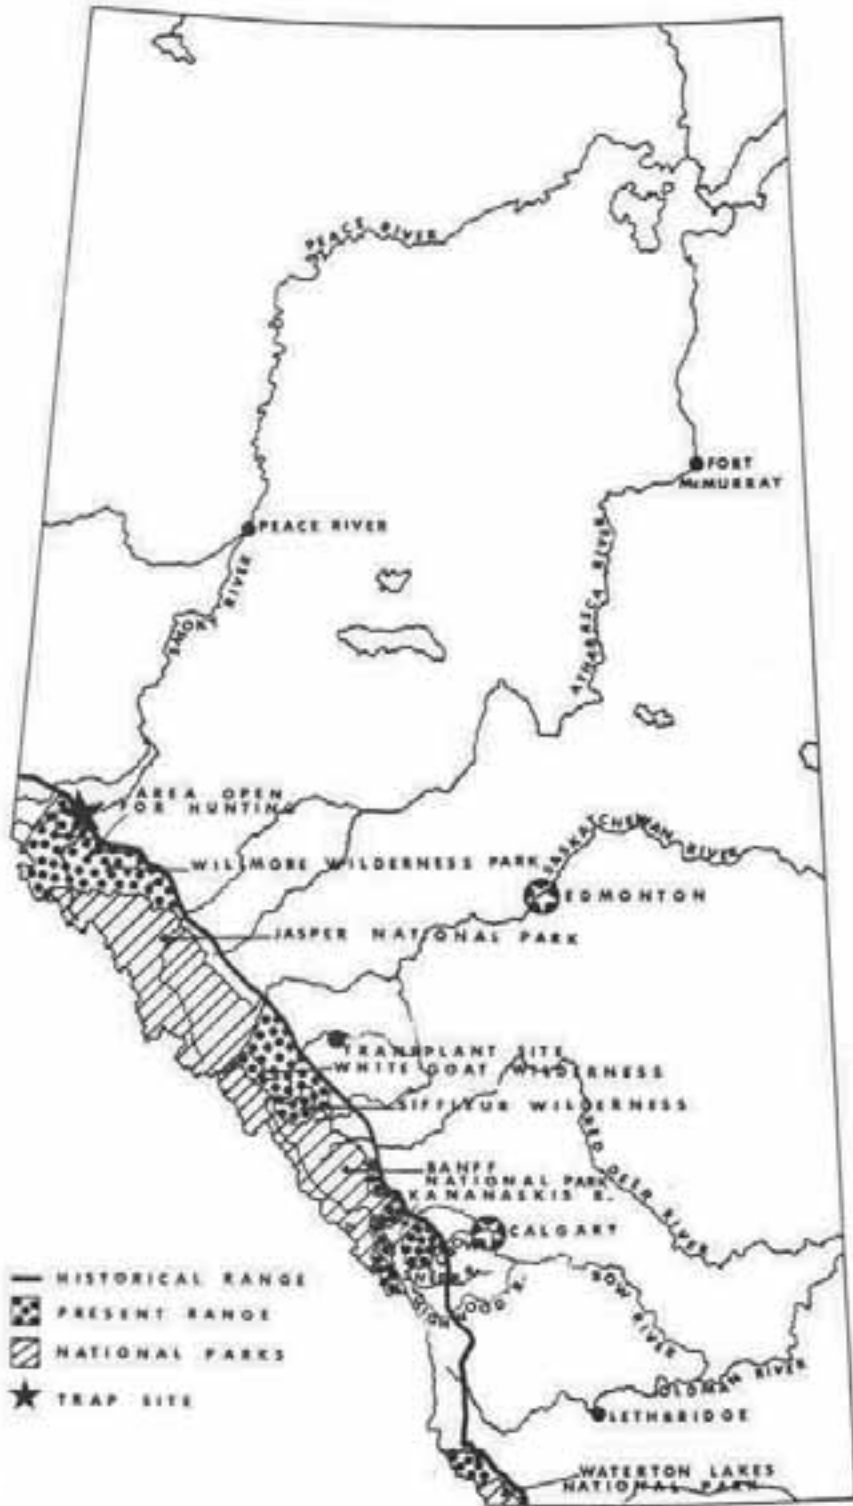 PEACE RIVER
FORT
McMURRAY
PEACE RIVER
ATHABASCA RIVER
SMOKY RIVER
AREA OPEN
FOR HUNTING
SASKATCHEWAN RIVER
WILLMORE WILDERNESS PARK
EDMONTON
JASPER NATIONAL PARK
TRANSPLANT SITE
WHITE GOAT WILDERNESS
SIFFLEUR WILDERNESS
RED DEER RIVER
BANFF
NATIONAL PARK
KANANASKIS R.
CALGARY
HISTORICAL RANGE
PRESENT RANGE
NATIONAL PARKS
TRAP SITE
BOW RIVER
OLDMAN RIVER
LETHBRIDGE
WATERTON LAKES
NATIONAL PARK